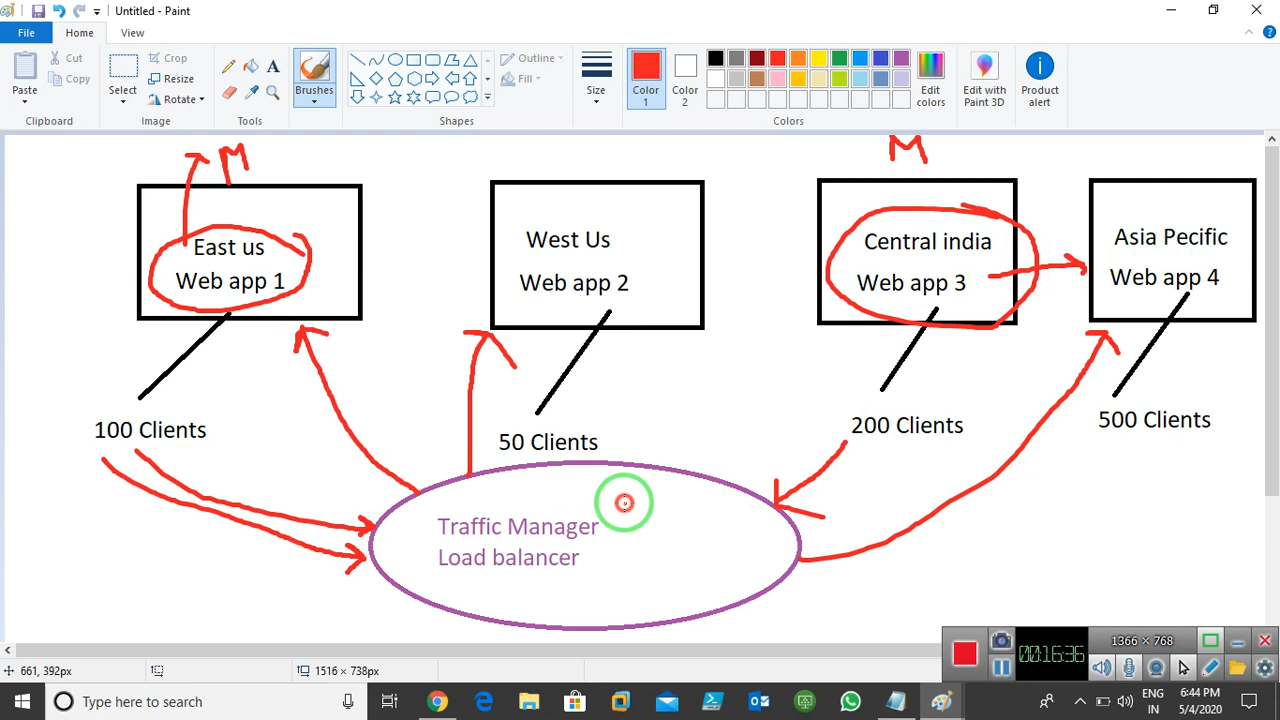 Untitled - Paint
File
Home
View
Paste
Cut
Copy
Clipboard
Select
Crop
Resize
Rotate
Image
A
Tools
Brushes
Outline
Fill
Shapes
Size
Color
1
Color
2
Edit
colors
Edit with
Paint 3D
Product
alert
Colors
M
M
East us
Web app 1
West Us
Web app 2
Central india
Web app 3
Asia Pecific
Web app 4
100 Clients
50 Clients
200 Clients
500 Clients
Traffic Manager
Load balancer
1366 × 768
00:16:36
661, 392px
1516 × 738px
Type here to search
ENG
IN
6:44 PM
5/4/2020